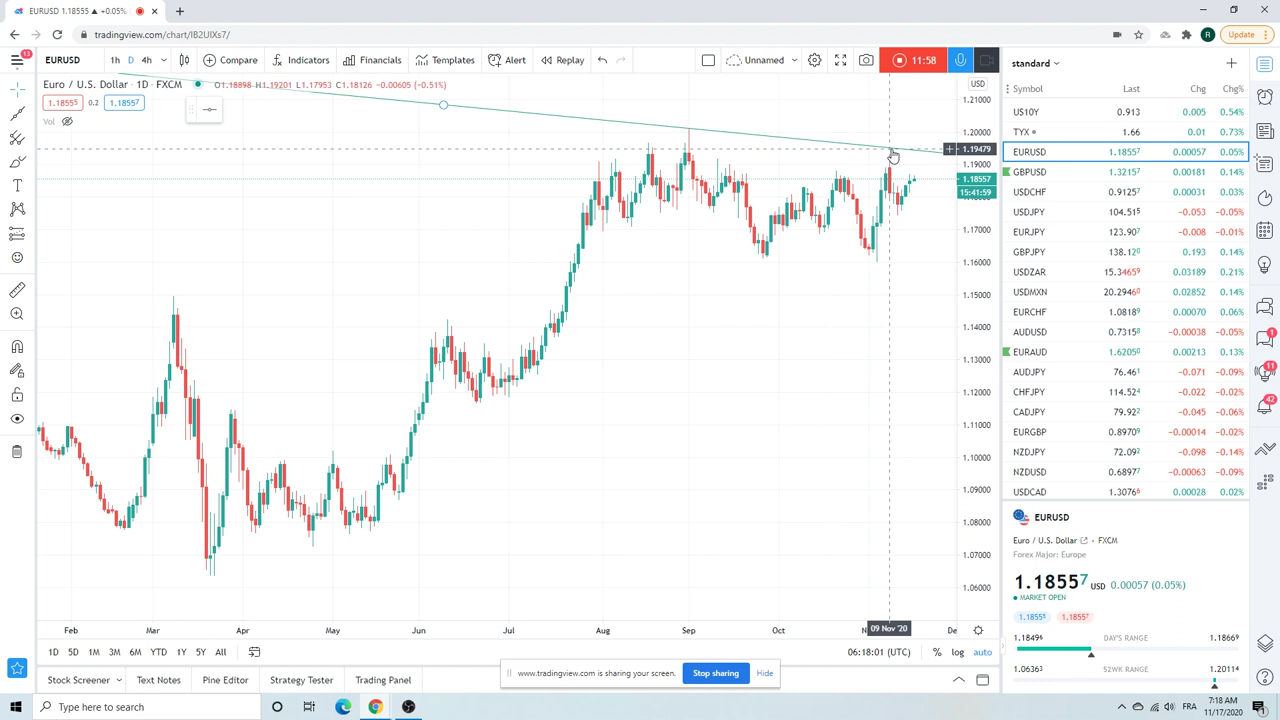 EURUSD 1.18555 ▲ +0.05%
tradingview.com/chart/IB2UIXs7/
R
Update
13
EURUSD
1h
D
4h
Compare
Indicators
Financials
Templates
Alert
Replay
Unnamed
11:58
standard
Euro / U.S. Dollar · 1D · FXCM
1.18126 -0.00605 (-0.51%)
1.18555
0.2
1.18557
Vol
USD
1.21000
1.20000
1.19479
1.19000
1.18557
15:41:59
1.17000
1.16000
1.15000
1.14000
1.13000
1.12000
1.11000
1.10000
1.09000
1.08000
1.07000
1.06000
Feb
Mar
Apr
May
Jun
Jul
Aug
Sep
Oct
09 Nov '20
De
1D
5D
1M
3M
6M
YTD
1Y
5Y
All
06:18:01 (UTC)
%
log
auto
Stock Screener
Text Notes
Pine Editor
Strategy Tester
Trading Panel
www.tradingview.com is sharing your screen.
Stop sharing
Hide
Symbol Last Chg Chg%
US10Y 0.913 0.005 0.54%
TYX 1.66 0.01 0.73%
EURUSD 1.18557 0.00057 0.05%
GBPUSD 1.32157 0.00181 0.14%
USDCHF 0.91257 0.00031 0.03%
USDJPY 104.515 -0.053 -0.05%
EURJPY 123.907 -0.008 -0.01%
GBPJPY 138.120 0.193 0.14%
USDZAR 15.34659 0.03189 0.21%
USDMXN 20.29460 0.02852 0.14%
EURCHF 1.08189 0.00070 0.06%
AUDUSD 0.73158 -0.00038 -0.05%
EURAUD 1.62050 0.00213 0.13%
AUDJPY 76.461 -0.071 -0.09%
CHFJPY 114.524 -0.022 -0.02%
CADJPY 79.922 -0.045 -0.06%
EURGBP 0.89709 -0.00014 -0.02%
NZDJPY 72.092 -0.098 -0.14%
NZDUSD 0.68977 -0.00063 -0.09%
USDCAD 1.30766 0.00028 0.02%
EURUSD
Euro / U.S. Dollar · FXCM
Forex Major: Europe
1.18557 USD 0.00057 (0.05%)
MARKET OPEN
1.18555
1.18557
1.18496 DAY'S RANGE 1.18669
1.06363 52WK RANGE 1.20114
1
11
42
Type here to search
FRA
7:18 AM
11/17/2020